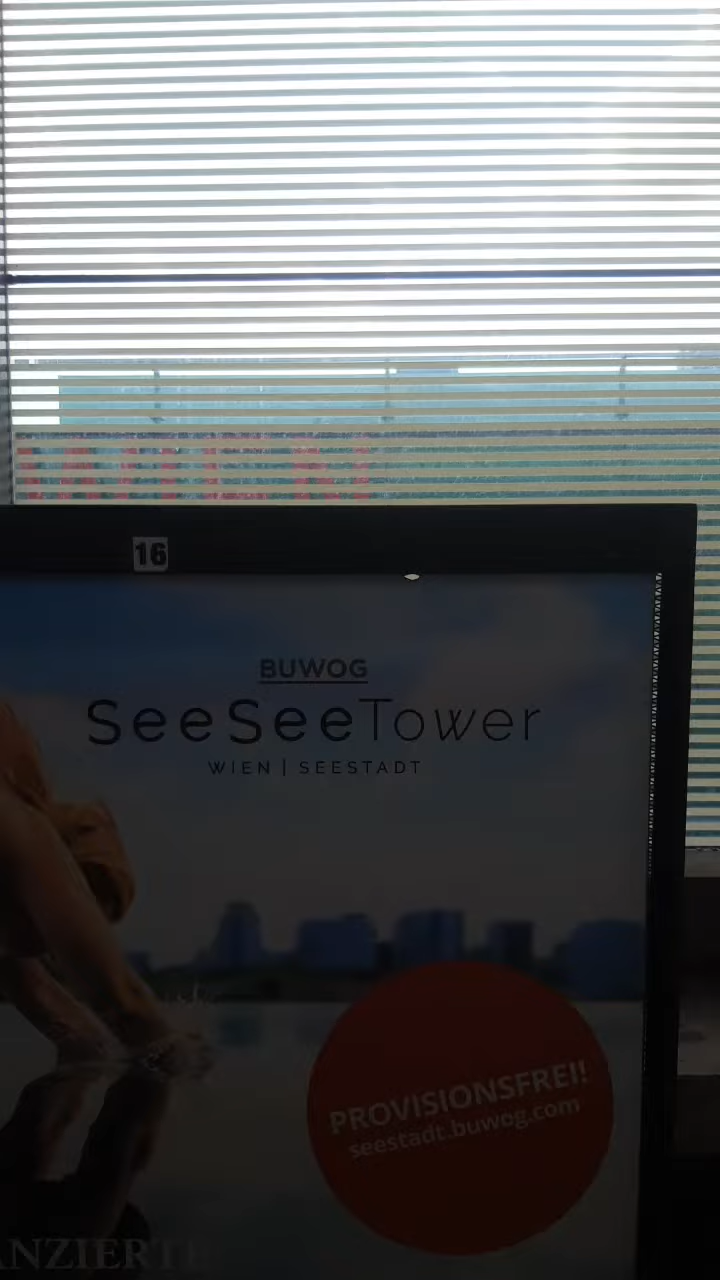 16
BUWOG
SeeSeeTower
WIEN | SEESTADT
PROVISIONSFREI!
seestadt.buwog.com